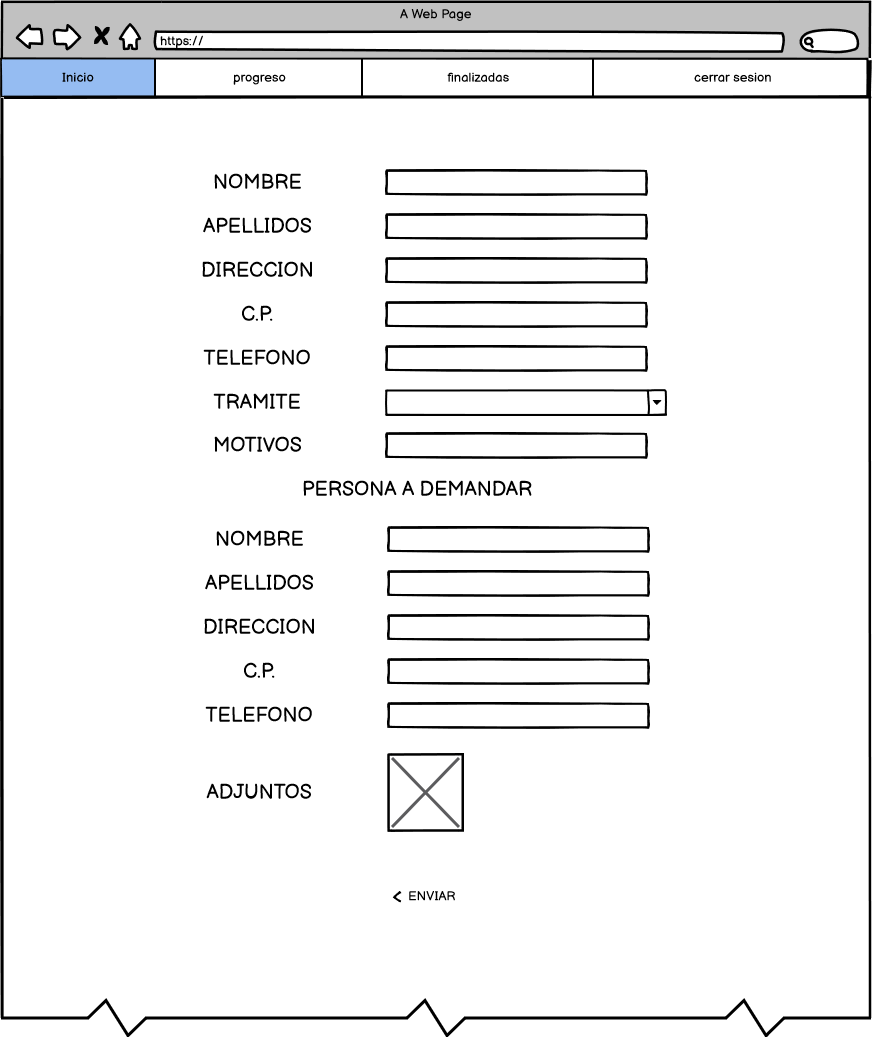 A Web Page
https://
Inicio progreso finalizadas cerrar sesion
NOMBRE
APELLIDOS
DIRECCION
C.P.
TELEFONO
TRAMITE
MOTIVOS
PERSONA A DEMANDAR
NOMBRE
APELLIDOS
DIRECCION
C.P.
TELEFONO
ADJUNTOS
ENVIAR